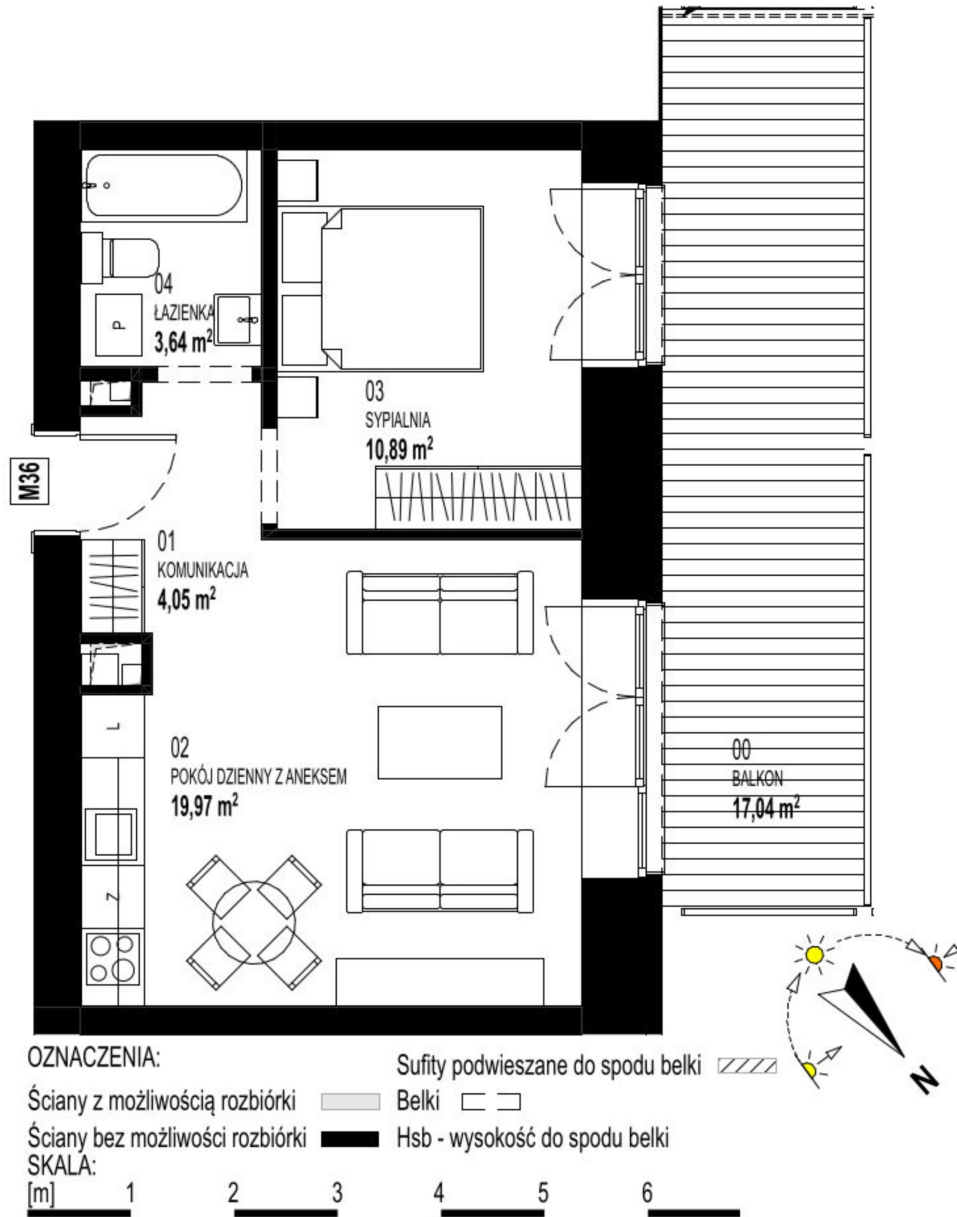 04
ŁAZIENKA
3,64 m²
P
03
SYPIALNIA
10,89 m²
M36
01
KOMUNIKACJA
4,05 m²
L
02
POKÓJ DZIENNY Z ANEKSEM
19,97 m²
Z
00
BALKON
17,04 m²
N
OZNACZENIA:
Sufity podwieszane do spodu belki
Ściany z możliwością rozbiórki
Belki
Ściany bez możliwości rozbiórki
Hsb - wysokość do spodu belki
SKALA:
[m] 1 2 3 4 5 6